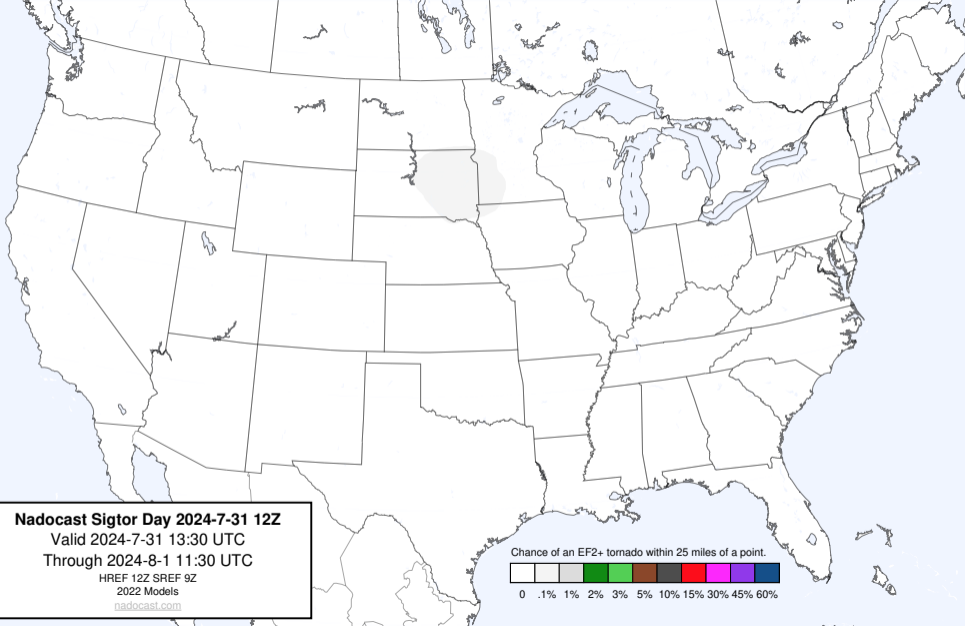 Nadocast Sigtor Day 2024-7-31 12Z
Valid 2024-7-31 13:30 UTC
Through 2024-8-1 11:30 UTC
HREF 12Z SREF 9Z
2022 Models
nadocast.com
Chance of an EF2+ tornado within 25 miles of a point.
0 .1% 1% 2% 3% 5% 10% 15% 30% 45% 60%